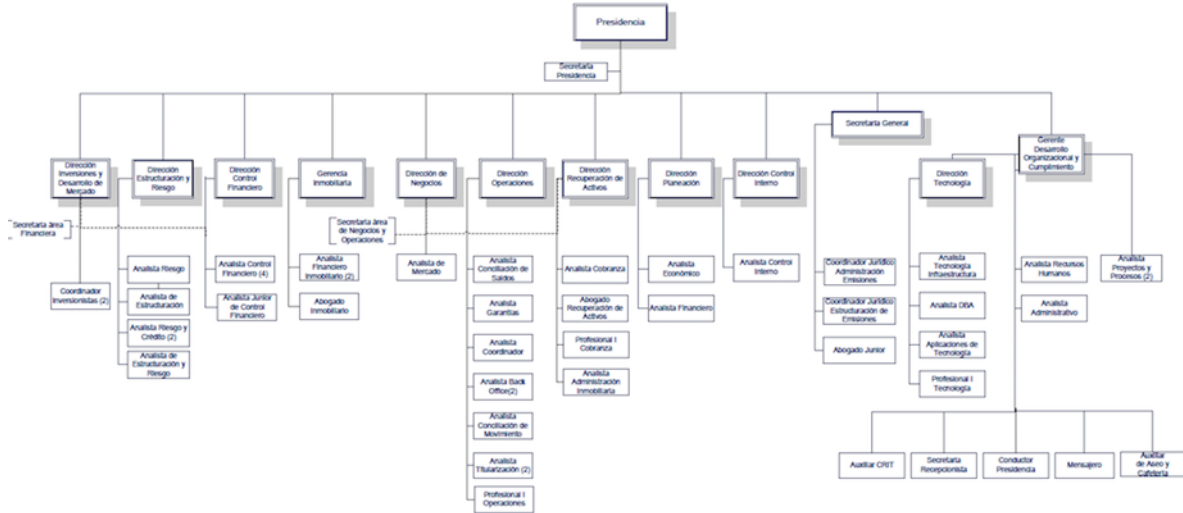 Presidencia
Secretaria
Presidencia
Secretaría General
Dirección
Inversiones y
Desarrollo de
Mercado
Dirección
Estructuración y
Riesgo
Dirección
Control
Financiero
Gerencia
Inmobiliaria
Dirección de
Negocios
Dirección
Operaciones
Dirección
Recuperación de
Activos
Dirección
Planeación
Dirección Control
Interno
Dirección
Tecnología
Gerente
Desarrollo
Organizacional y
Cumplimiento
Secretaria área
Financiera
Secretaria área
de Negocios y
Operaciones
Coordinador
Inversionistas (2)
Analista Riesgo
Analista de
Estructuración
Analista Riesgo y
Crédito (2)
Analista de
Estructuración y
Riesgo
Analista Control
Financiero (4)
Analista Junior
de Control
Financiero
Analista
Financiero
Inmobiliario (2)
Abogado
Inmobiliario
Analista de
Mercado
Analista
Conciliación de
Saldos
Analista
Garantías
Analista
Coordinador
Analista Back
Office(2)
Analista
Conciliación de
Movimiento
Analista
Titularización (2)
Profesional I
Operaciones
Analista Cobranza
Abogado
Recuperación de
Activos
Profesional I
Cobranza
Analista
Administración
Inmobiliaria
Analista
Económico
Analista Financiero
Analista Control
Interno
Coordinador Jurídico
Administración
Emisiones
Coordinador Jurídico
Estructuración de
Emisiones
Abogado Junior
Analista
Tecnología
Infraestructura
Analista DBA
Analista
Aplicaciones de
Tecnología
Profesional I
Tecnología
Analista Recursos
Humanos
Analista
Administrativo
Analista
Proyectos y
Procesos (2)
Auxiliar CRIT
Secretaria
Recepcionista
Conductor
Presidencia
Mensajero
Auxiliar
de Aseo y
Cafetería